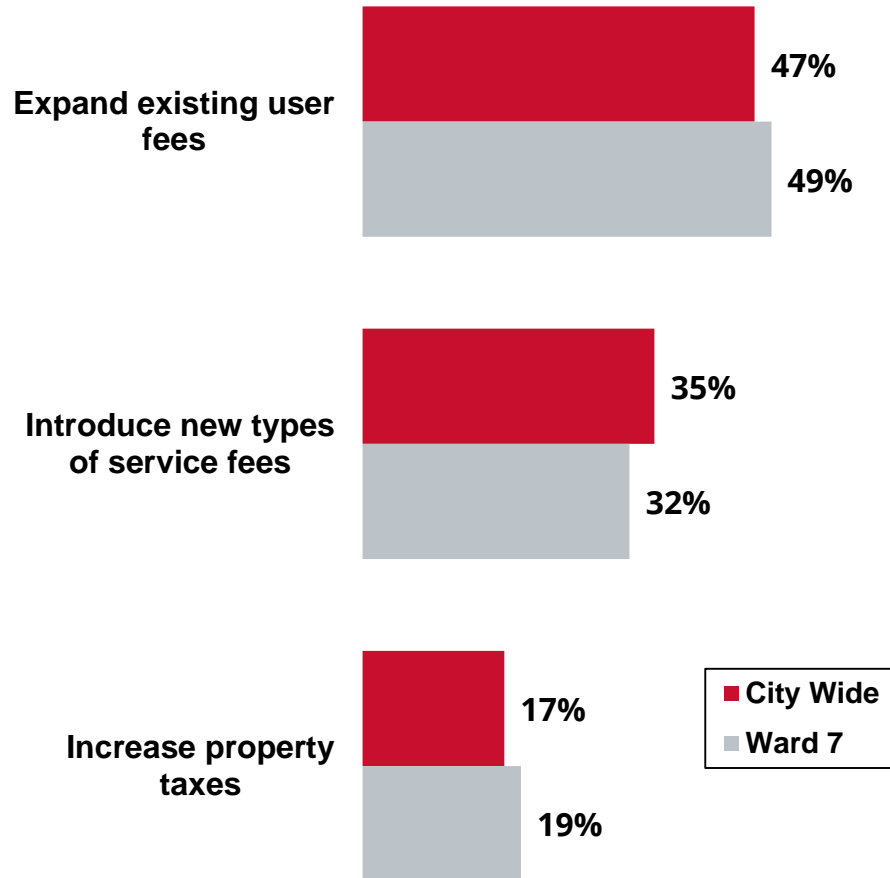 47%
Expand existing user
fees
49%
35%
Introduce new types
of service fees
32%
17%
Increase property
taxes
19%
City Wide
Ward 7